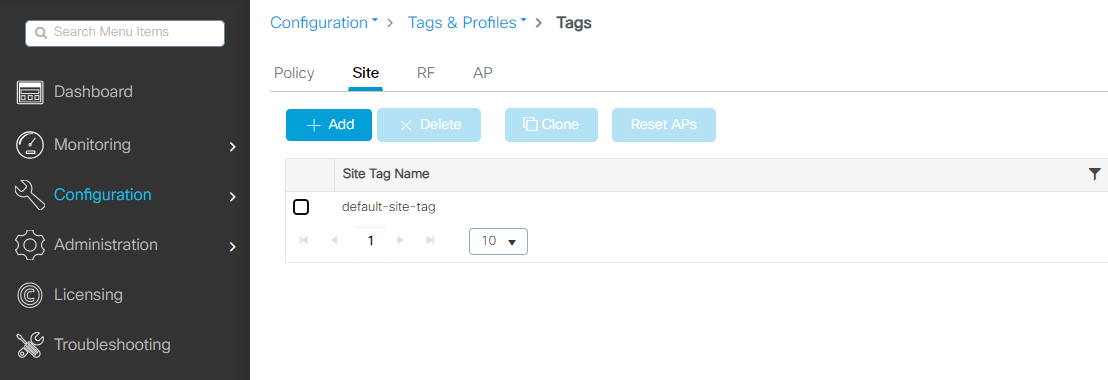 Search Menu Items
Dashboard
Monitoring
Configuration
Administration
Licensing
Troubleshooting
Configuration > Tags & Profiles > Tags
Policy Site RF AP
+ Add × Delete Clone Reset APs
Site Tag Name
default-site-tag
1 10